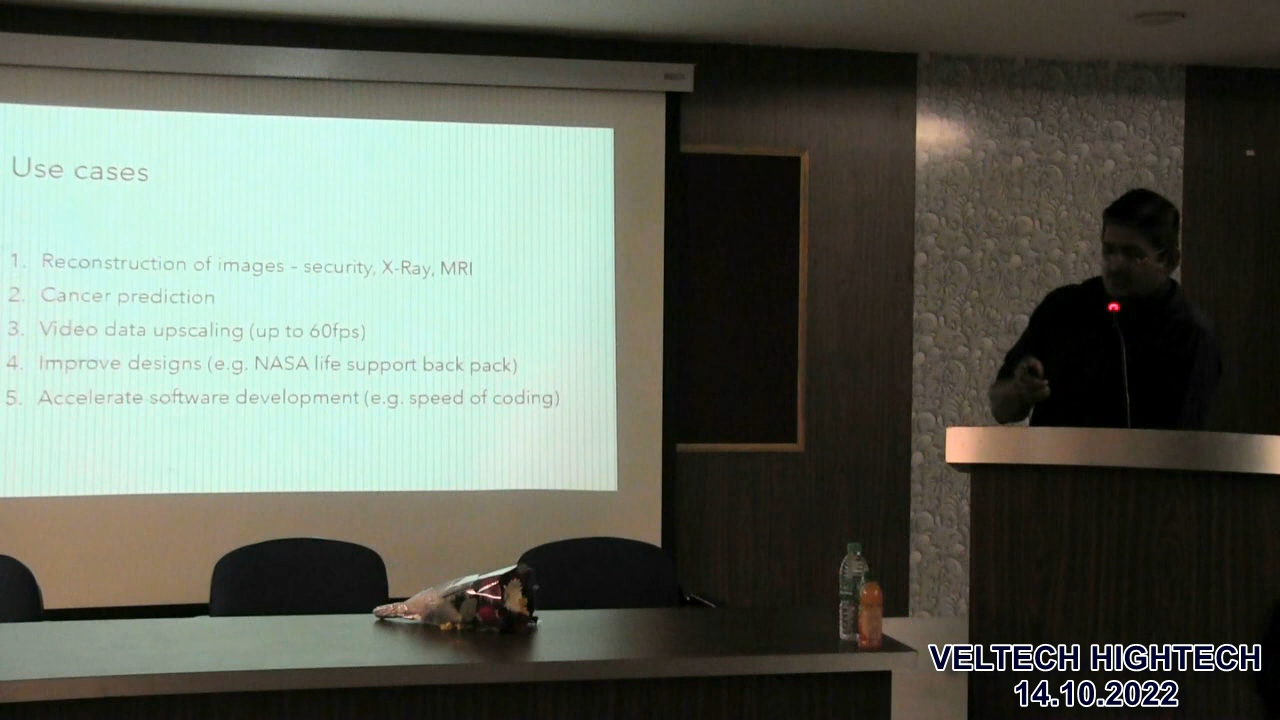 Use cases
1. Reconstruction of images - security, X-Ray, MRI
2. Cancer prediction
3. Video data upscaling (up to 60fps)
4. Improve designs (e.g. NASA life support back pack)
5. Accelerate software development (e.g. speed of coding)
VELTECH HIGHTECH
14.10.2022